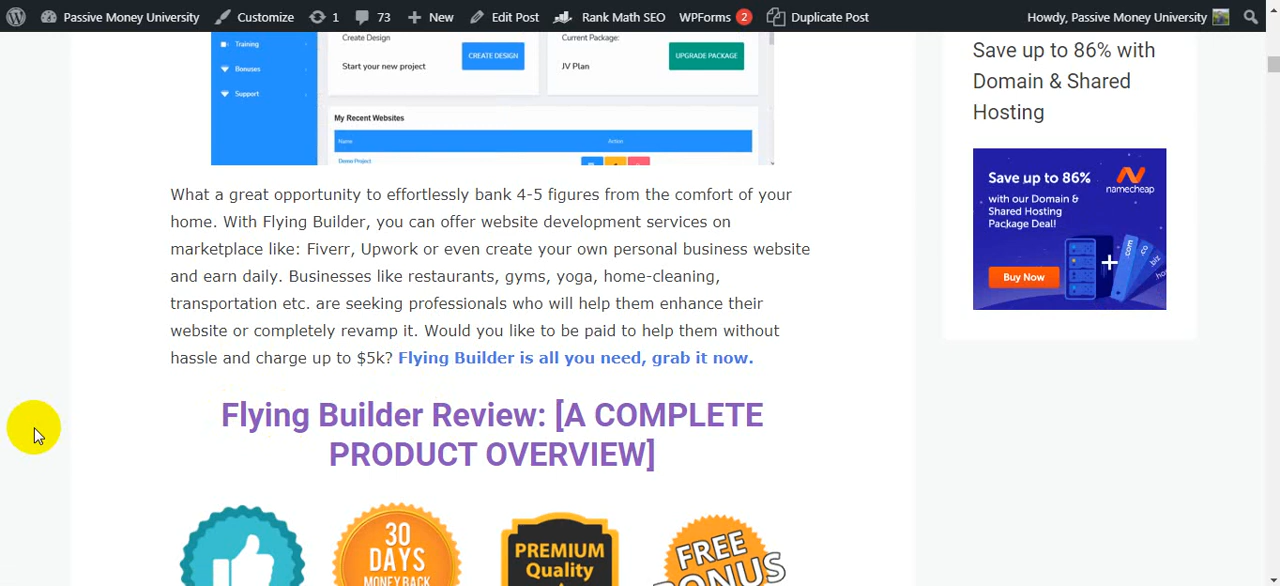 Passive Money University Customize 1 73 New Edit Post Rank Math SEO WPForms 2 Duplicate Post Howdy, Passive Money University
Training
Bonuses
Support
Create Design
Start your new project
CREATE DESIGN
Current Package:
JV Plan
UPGRADE PACKAGE
My Recent Websites
Name Action
Demo Project
What a great opportunity to effortlessly bank 4-5 figures from the comfort of your
home. With Flying Builder, you can offer website development services on
marketplace like: Fiverr, Upwork or even create your own personal business website
and earn daily. Businesses like restaurants, gyms, yoga, home-cleaning,
transportation etc. are seeking professionals who will help them enhance their
website or completely revamp it. Would you like to be paid to help them without
hassle and charge up to $5k? Flying Builder is all you need, grab it now.
Flying Builder Review: [A COMPLETE
PRODUCT OVERVIEW]
30
DAYS
MONEY BACK
PREMIUM
Quality
FREE
BONUS
Save up to 86% with
Domain & Shared
Hosting
Save up to 86%
with our Domain &
Shared Hosting
Package Deal!
namecheap
Buy Now
.com
.co
.biz